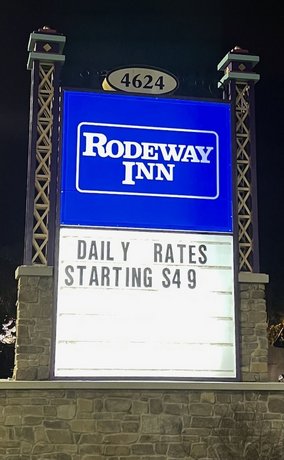 4624
RODEWAY
INN
DAILY RATES
STARTING S49